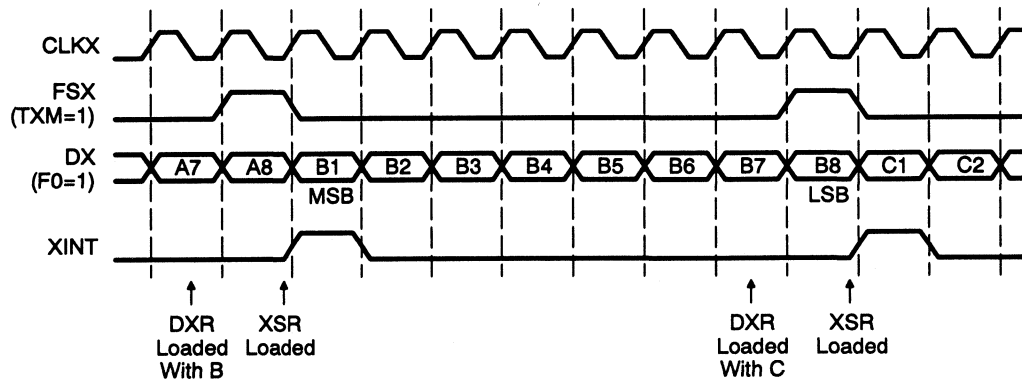 CLKX
FSX
(TXM=1)
DX
(F0=1)
A7 A8 B1 B2 B3 B4 B5 B6 B7 B8 C1 C2
MSB LSB
XINT
DXR
Loaded
With B
XSR
Loaded
DXR
Loaded
With C
XSR
Loaded